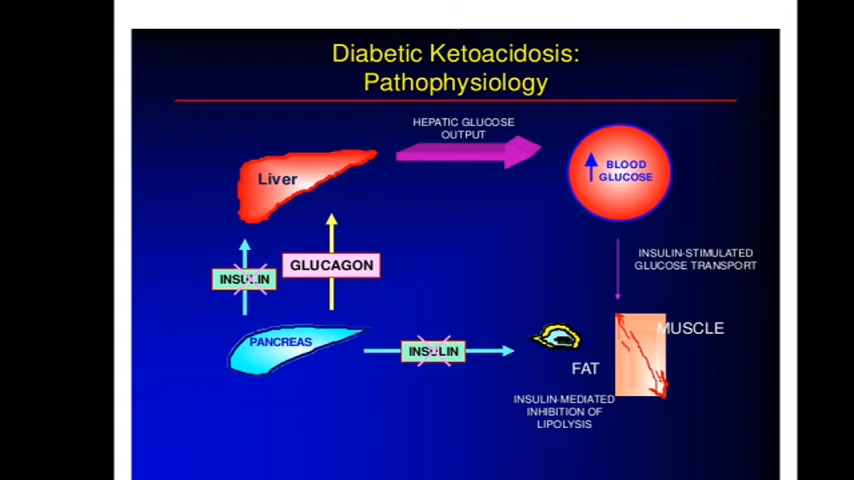 Diabetic Ketoacidosis:
Pathophysiology
HEPATIC GLUCOSE
OUTPUT
Liver
BLOOD
GLUCOSE
INSULIN-STIMULATED
GLUCOSE TRANSPORT
GLUCAGON
INSULIN
PANCREAS
INSULIN
MUSCLE
FAT
INSULIN-MEDIATED
INHIBITION OF
LIPOLYSIS